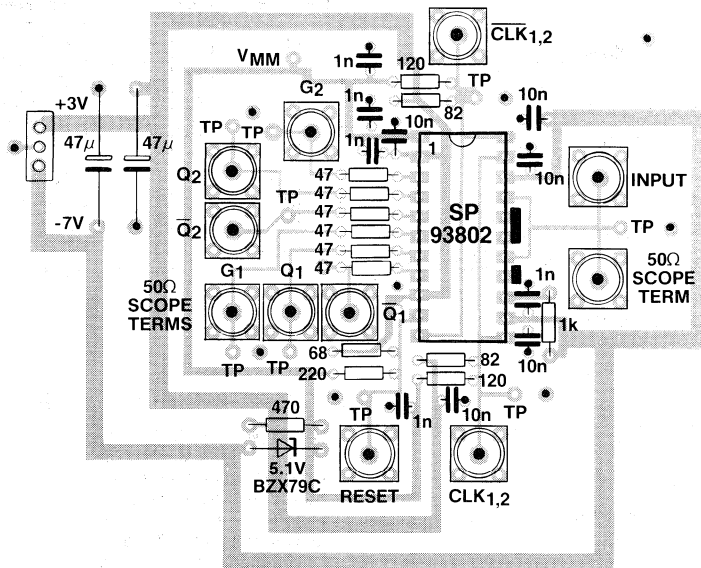 CLK1,2
1n
120
VMM
TP
G2
+3V
1n
82
10n
47μ
47μ
TP
TP
10n
1n
1
10n
Q2
47
SP
93802
INPUT
47
TP
47
Q2
TP
47
-7V
47
G1
Q1
47
1n
50Ω
SCOPE
TERM
50Ω
SCOPE
TERMS
Q1
1k
68
82
TP
TP
220
120
10n
470
TP
1n
10n
TP
5.1V
BZX79C
RESET
CLK1,2